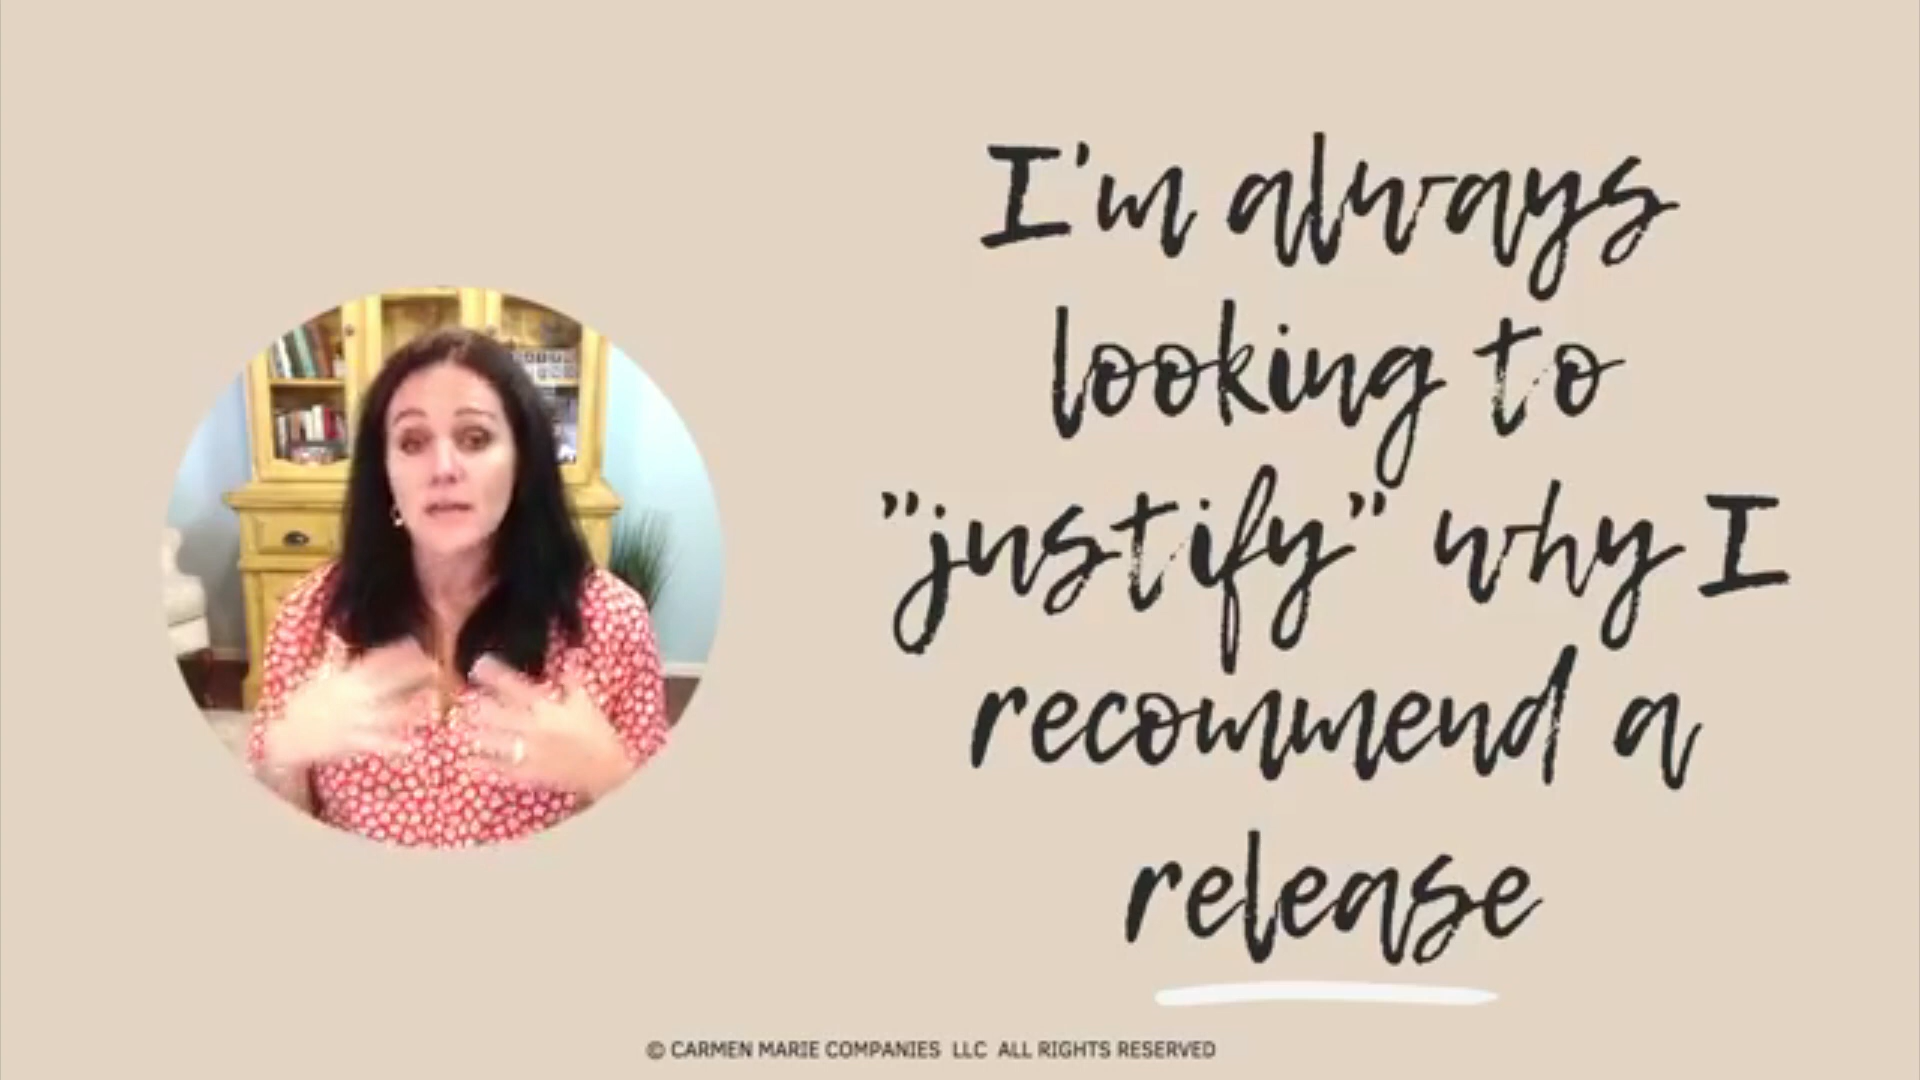 I'm always
looking to
"justify" why I
recommend a
release
© CARMEN MARIE COMPANIES LLC ALL RIGHTS RESERVED